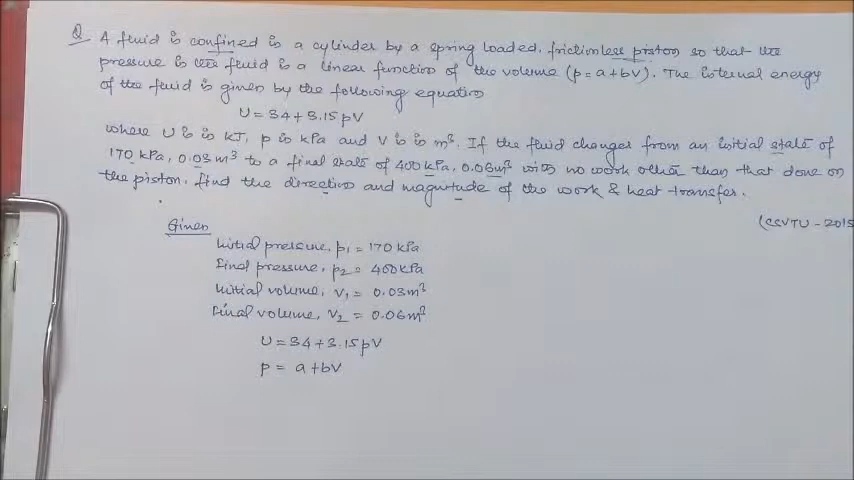 Q A fluid is confined in a cylinder by a spring loaded, frictionless piston so that the
pressure in the fluid is a linear function of the volume (p = a + bV). The internal energy
of the fluid is given by the following equation
U = 34 + 3.15 pV
where U is in kJ, p in kPa and V is in m³. If the fluid changes from an initial state of
170 kPa, 0.03 m³ to a final state of 400 kPa, 0.06 m³ with no work other than that done on
the piston, find the direction and magnitude of the work & heat transfer.
(CSVTU - 2015
Given
Initial pressure, p₁ = 170 kPa
Final pressure, p₂ = 400 kPa
Initial volume, V₁ = 0.03 m³
Final volume, V₂ = 0.06 m³
U = 34 + 3.15 pV
p = a + bV